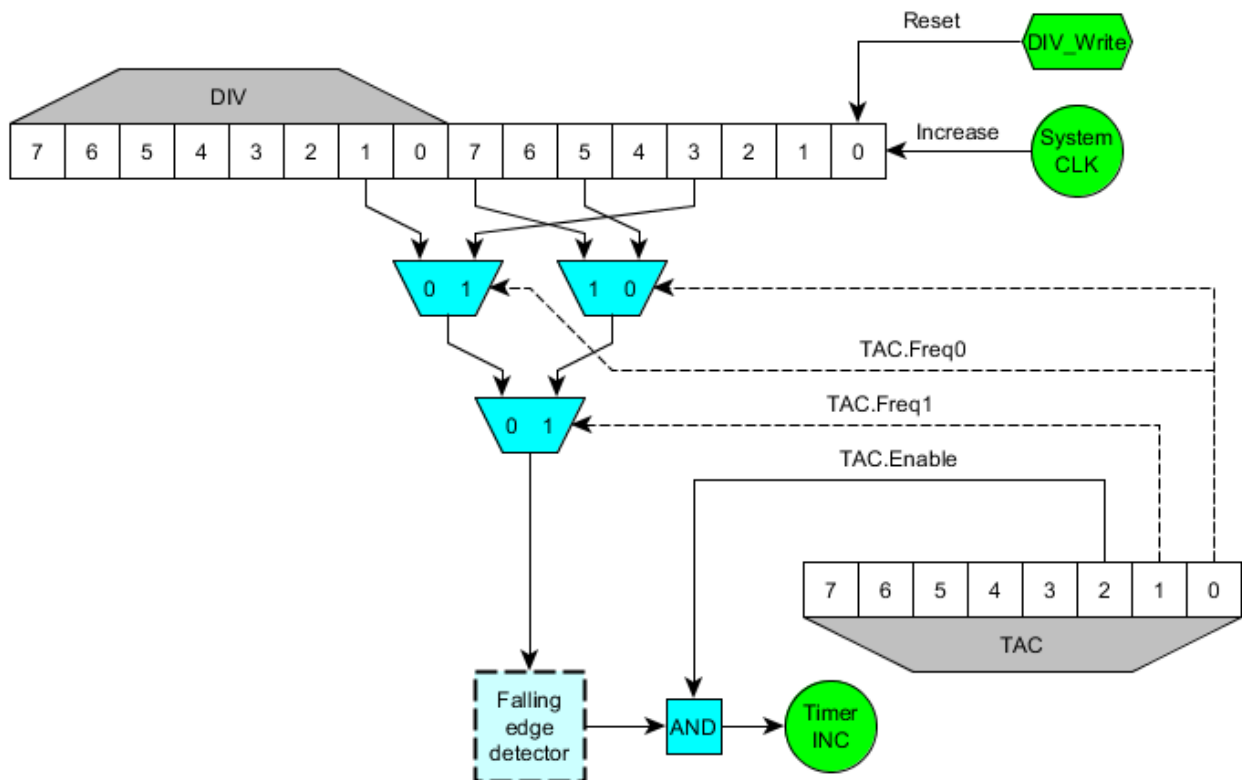 Reset
DIV_Write
DIV
7 6 5 4 3 2 1 0 7 6 5 4 3 2 1 0
Increase
System
CLK
0 1
1 0
TAC.Freq0
TAC.Freq1
0 1
TAC.Enable
7 6 5 4 3 2 1 0
TAC
Falling
edge
detector
AND
Timer
INC